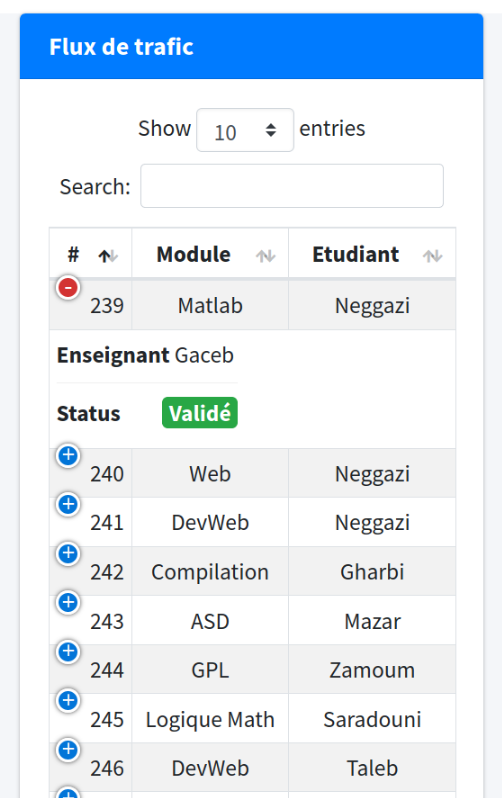 Flux de trafic
Show 10 entries
Search:
# Module Etudiant
239 Matlab Neggazi
Enseignant Gaceb
Status Validé
240 Web Neggazi
241 DevWeb Neggazi
242 Compilation Gharbi
243 ASD Mazar
244 GPL Zamoum
245 Logique Math Saradouni
246 DevWeb Taleb